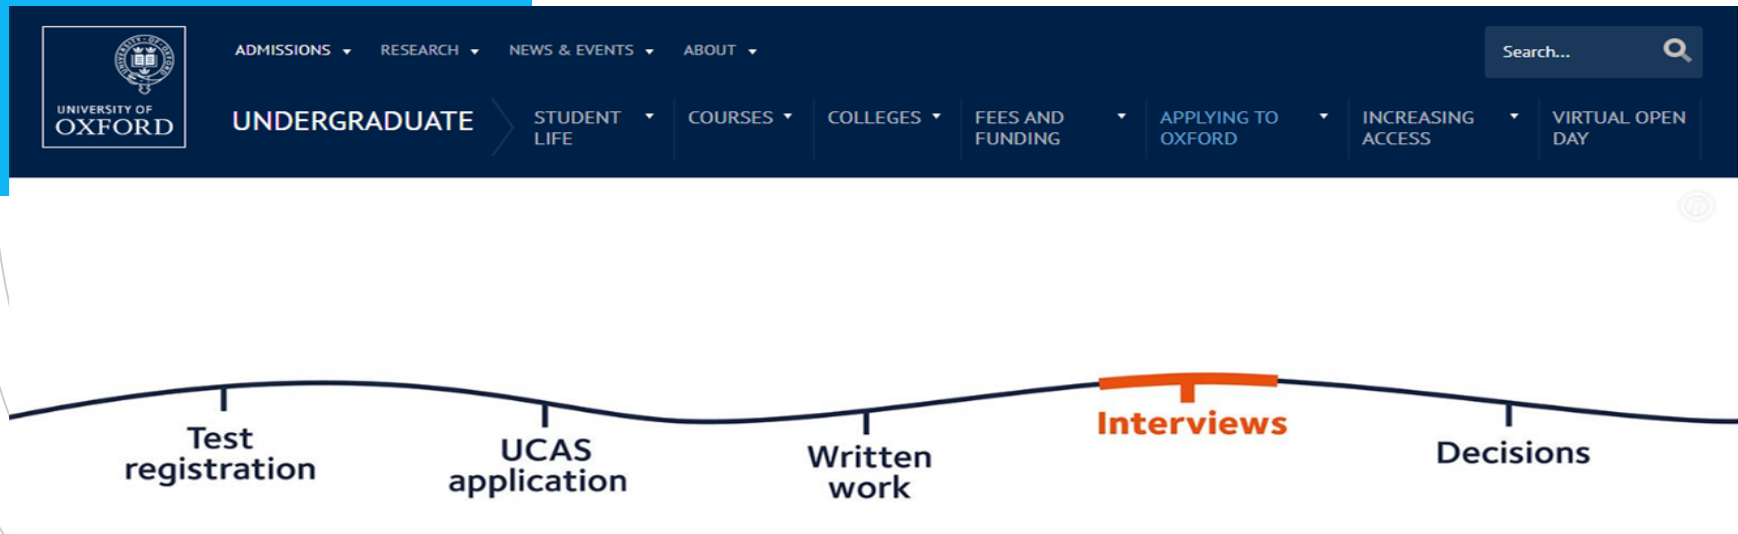 ADMISSIONS RESEARCH NEWS & EVENTS ABOUT
Search...
UNIVERSITY OF
OXFORD
UNDERGRADUATE
STUDENT
LIFE
COURSES
COLLEGES
FEES AND
FUNDING
APPLYING TO
OXFORD
INCREASING
ACCESS
VIRTUAL OPEN
DAY
Test
registration
UCAS
application
Written
work
Interviews
Decisions